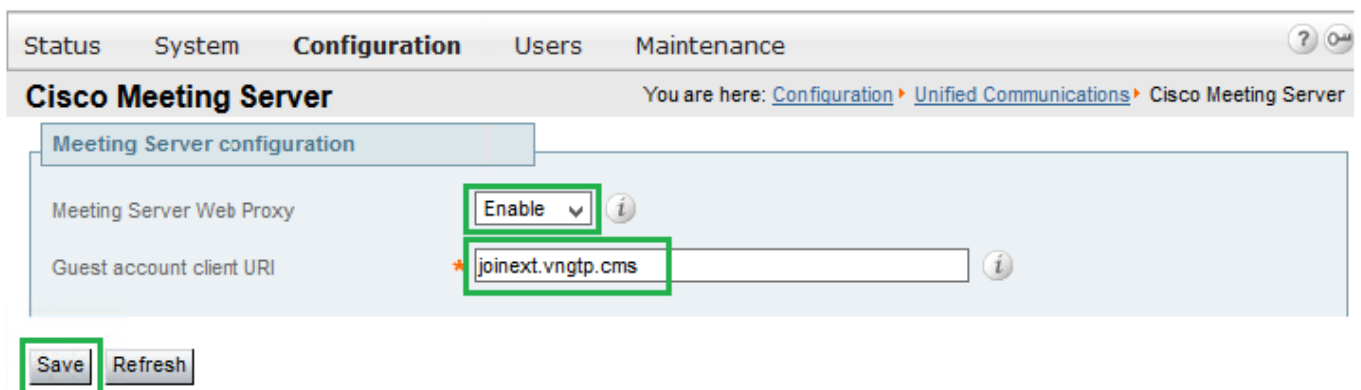 Status System Configuration Users Maintenance ?
Cisco Meeting Server You are here: Configuration Unified Communications Cisco Meeting Server
Meeting Server configuration
Meeting Server Web Proxy Enable i
Guest account client URI * joinext.vngtp.cms i
Save Refresh